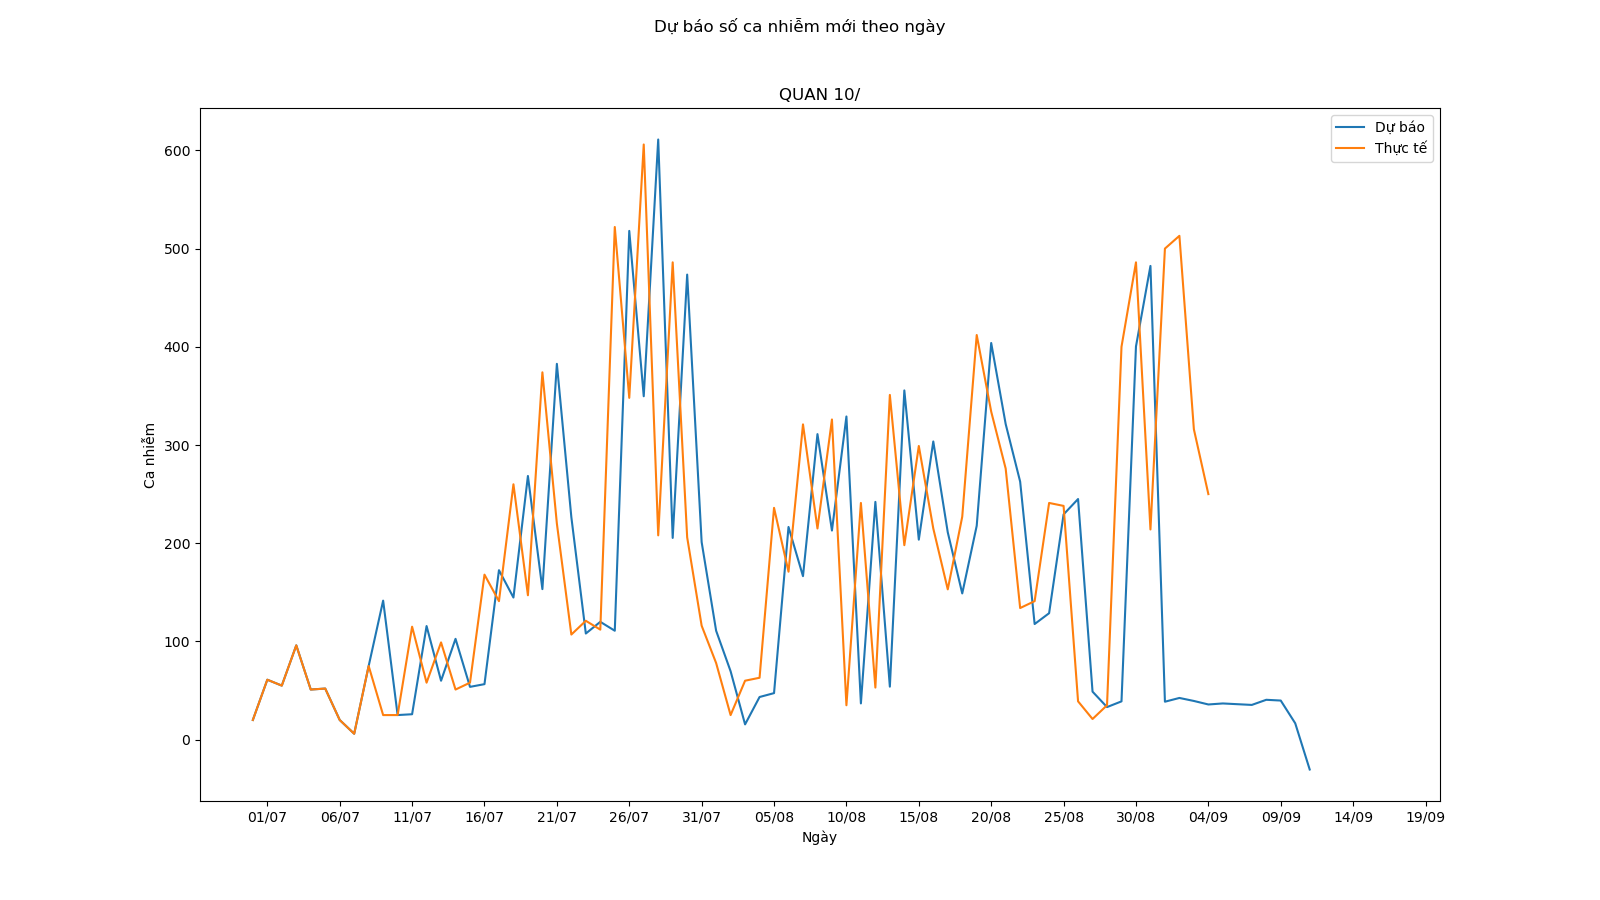 Dự báo số ca nhiễm mới theo ngày
QUAN 10/
Dự báo
Thực tế
600
500
400
300
200
100
0
Ca nhiễm
01/07 06/07 11/07 16/07 21/07 26/07 31/07 05/08 10/08 15/08 20/08 25/08 30/08 04/09 09/09 14/09 19/09
Ngày